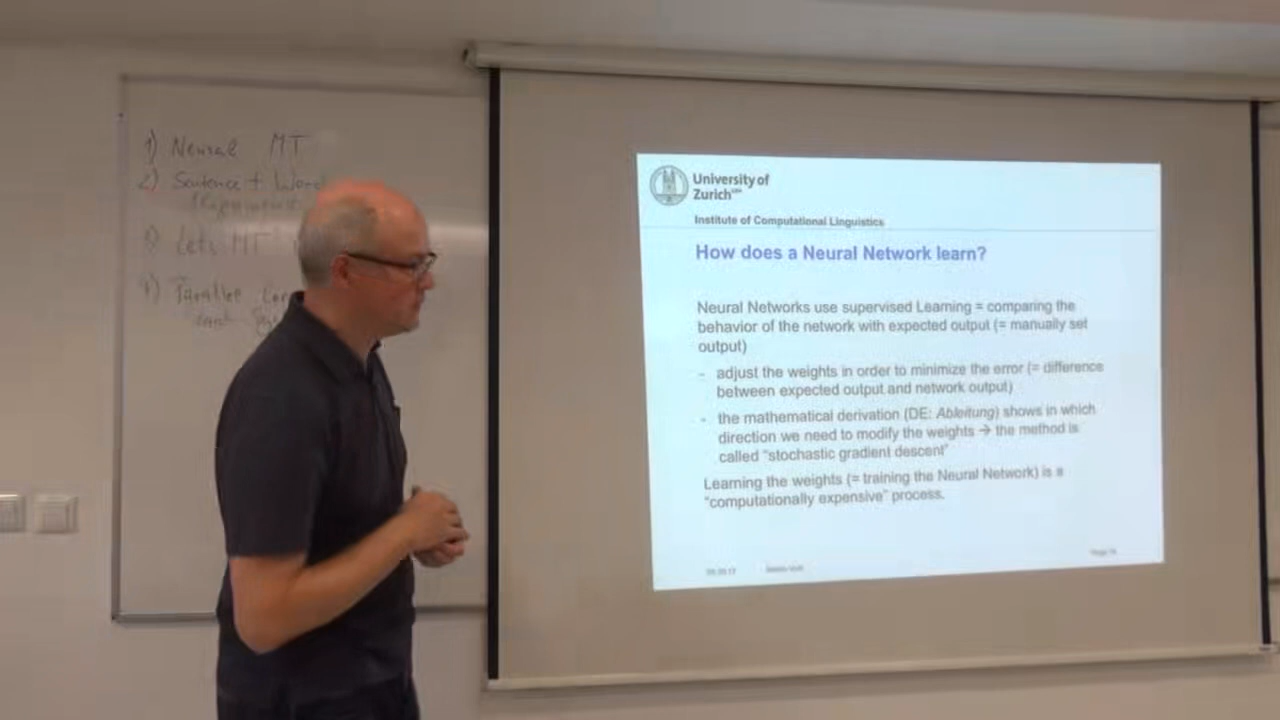 1) Neural MT
2) Sentence + Word
3) Lets MT
4) Parallel
and
University of
Zurich
Institute of Computational Linguistics
How does a Neural Network learn?
Neural Networks use supervised Learning = comparing the
behavior of the network with expected output (= manually set
output)
- adjust the weights in order to minimize the error (= difference
between expected output and network output)
- the mathematical derivation (DE: Ableitung) shows in which
direction we need to modify the weights → the method is
called "stochastic gradient descent"
Learning the weights (= training the Neural Network) is a
"computationally expensive" process.